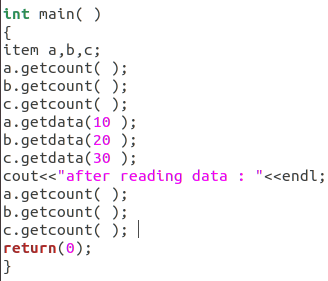 int main( )
{
item a,b,c;
a.getcount( );
b.getcount( );
c.getcount( );
a.getdata(10 );
b.getdata(20 );
c.getdata(30 );
cout<<"after reading data : "<<endl;
a.getcount( );
b.getcount( );
c.getcount( );
return(0);
}